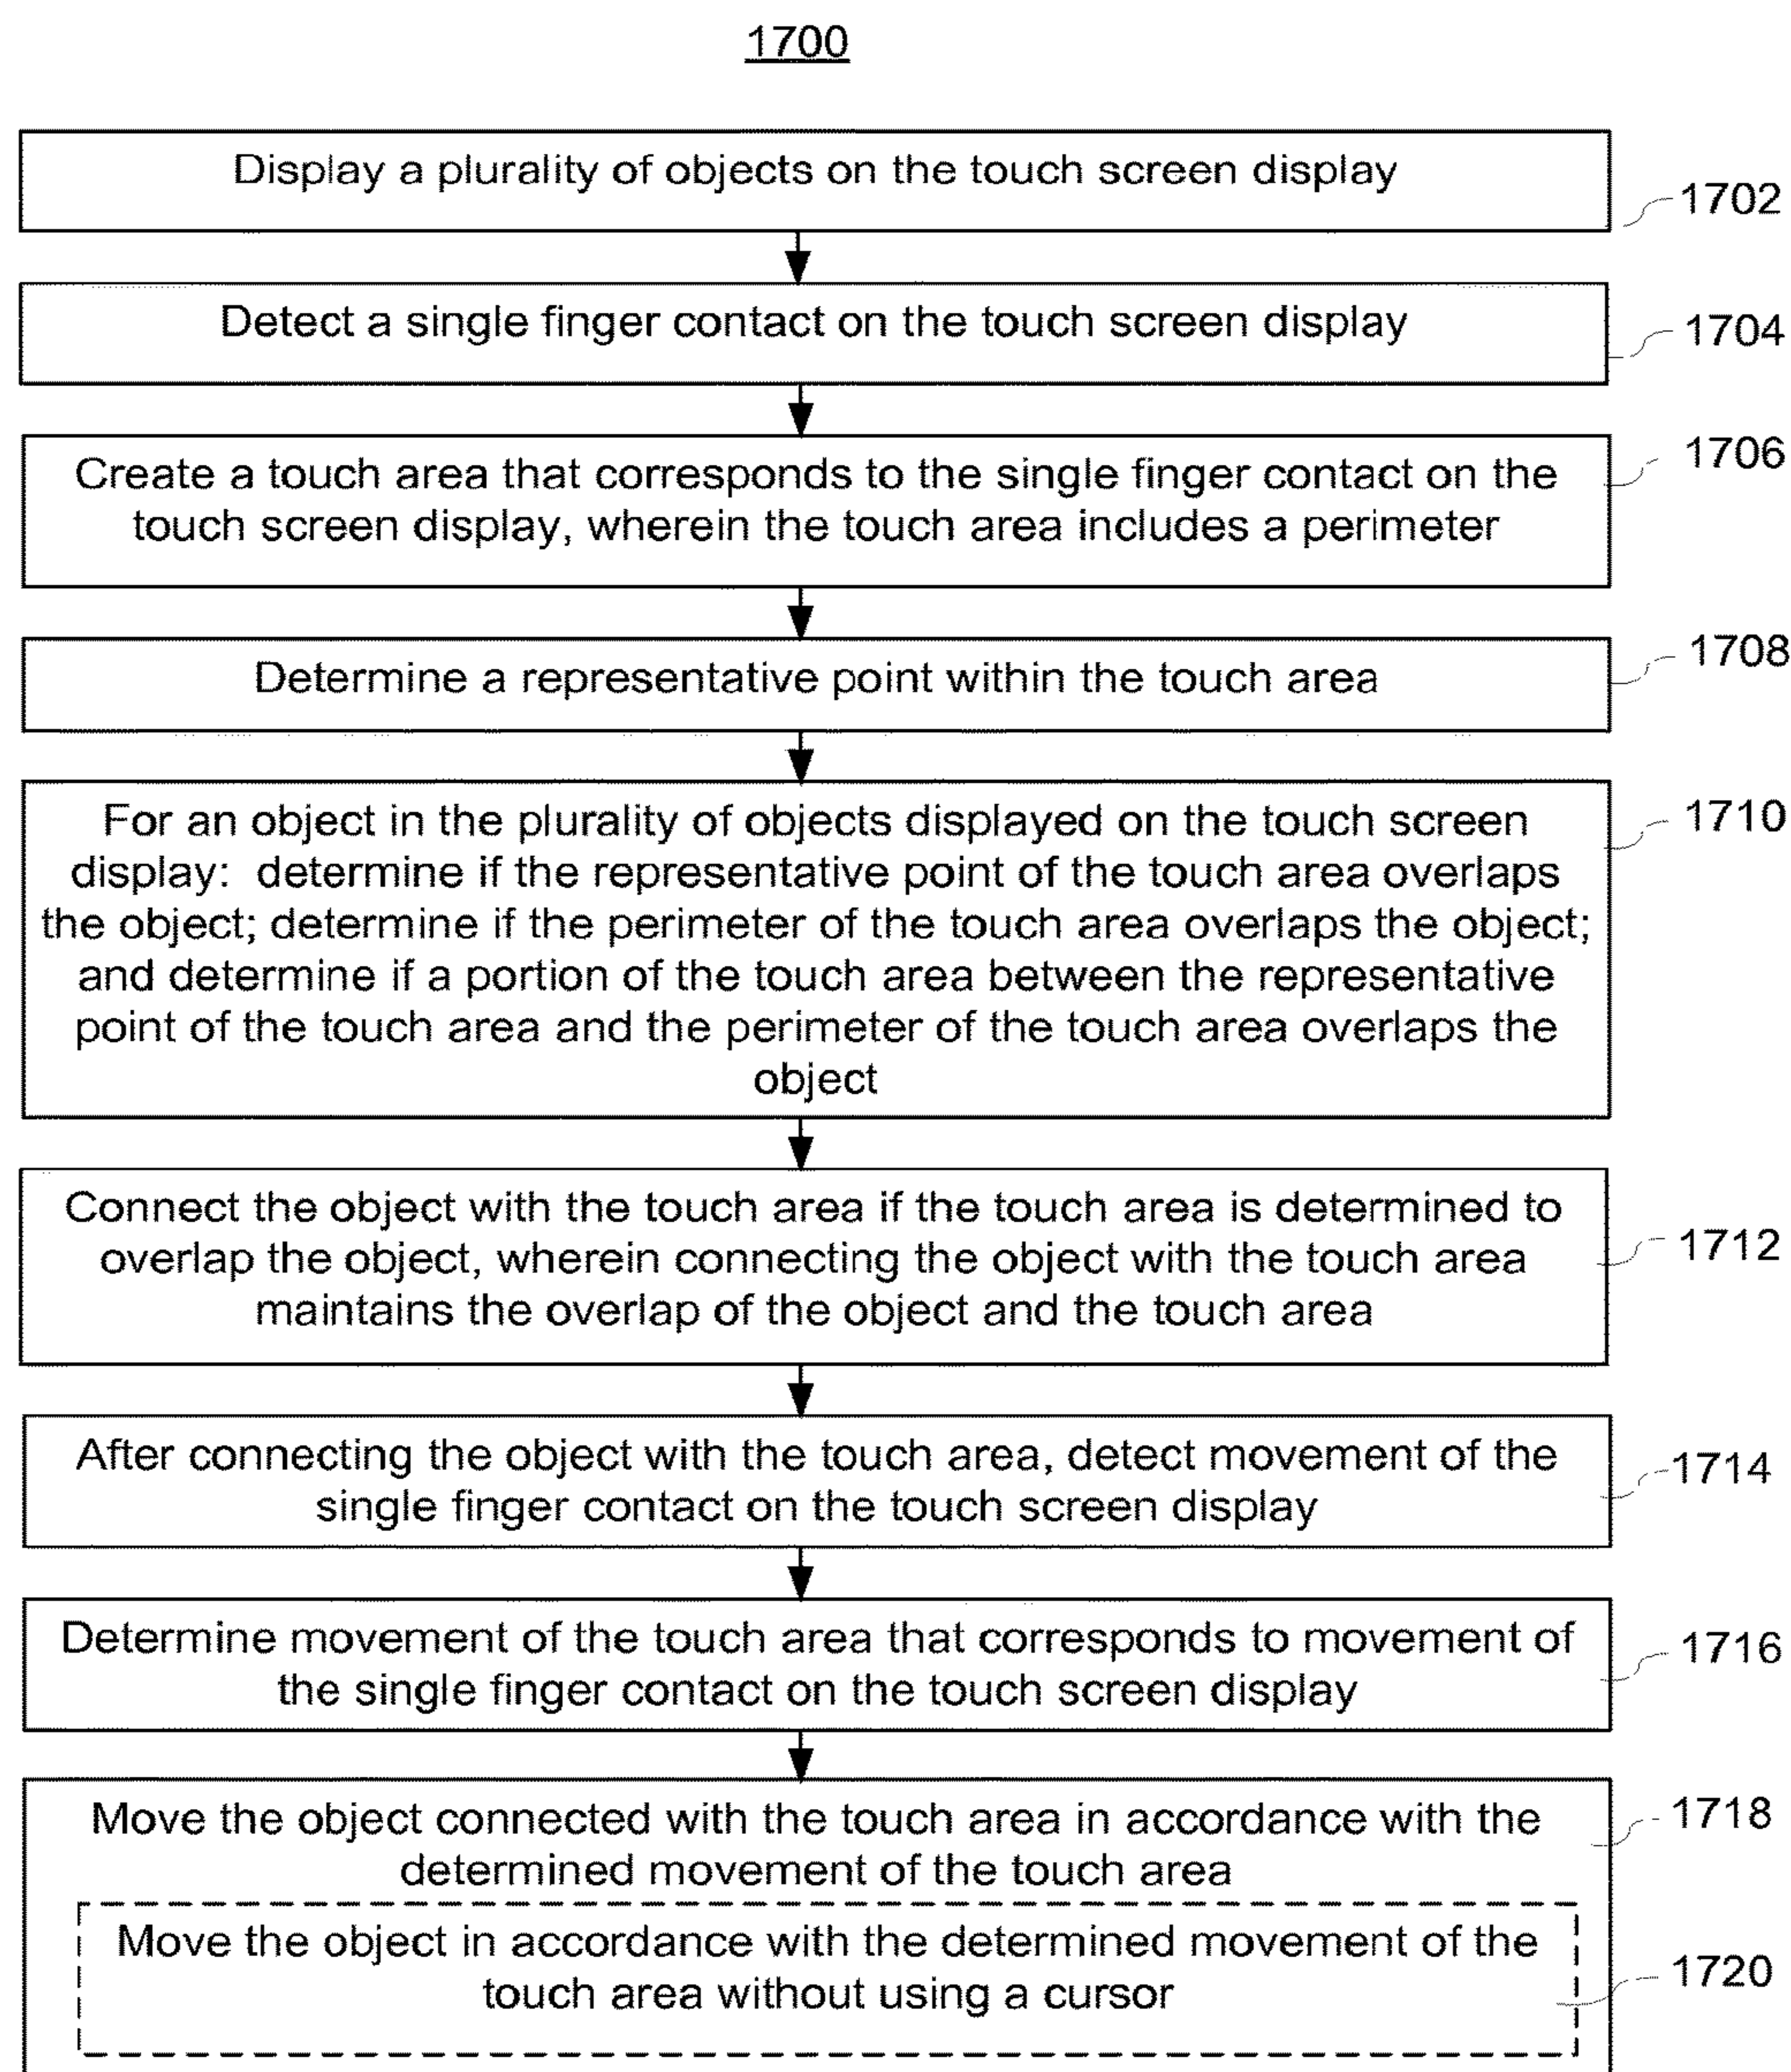 1700
Display a plurality of objects on the touch screen display
1702
Detect a single finger contact on the touch screen display
1704
Create a touch area that corresponds to the single finger contact on the
touch screen display, wherein the touch area includes a perimeter
1706
Determine a representative point within the touch area
1708
For an object in the plurality of objects displayed on the touch screen
display: determine if the representative point of the touch area overlaps
the object; determine if the perimeter of the touch area overlaps the object;
and determine if a portion of the touch area between the representative
point of the touch area and the perimeter of the touch area overlaps the
object
1710
Connect the object with the touch area if the touch area is determined to
overlap the object, wherein connecting the object with the touch area
maintains the overlap of the object and the touch area
1712
After connecting the object with the touch area, detect movement of the
single finger contact on the touch screen display
1714
Determine movement of the touch area that corresponds to movement of
the single finger contact on the touch screen display
1716
Move the object connected with the touch area in accordance with the
determined movement of the touch area
1718
Move the object in accordance with the determined movement of the
touch area without using a cursor
1720